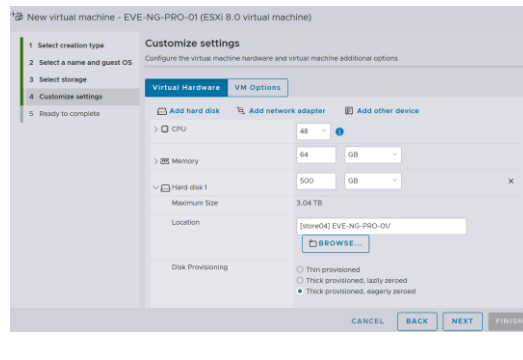 New virtual machine - EVE-NG-PRO-01 (ESXi 8.0 virtual machine)
1 Select creation type
2 Select a name and guest OS
3 Select storage
4 Customize settings
5 Ready to complete
Customize settings
Configure the virtual machine hardware and virtual machine additional options
Virtual Hardware VM Options
Add hard disk Add network adapter Add other device
CPU 48
Memory 64 GB
Hard disk 1 500 GB
Maximum Size 3.04 TB
Location [store04] EVE-NG-PRO-01/
BROWSE...
Disk Provisioning Thin provisioned
Thick provisioned, lazily zeroed
Thick provisioned, eagerly zeroed
CANCEL BACK NEXT FINISH